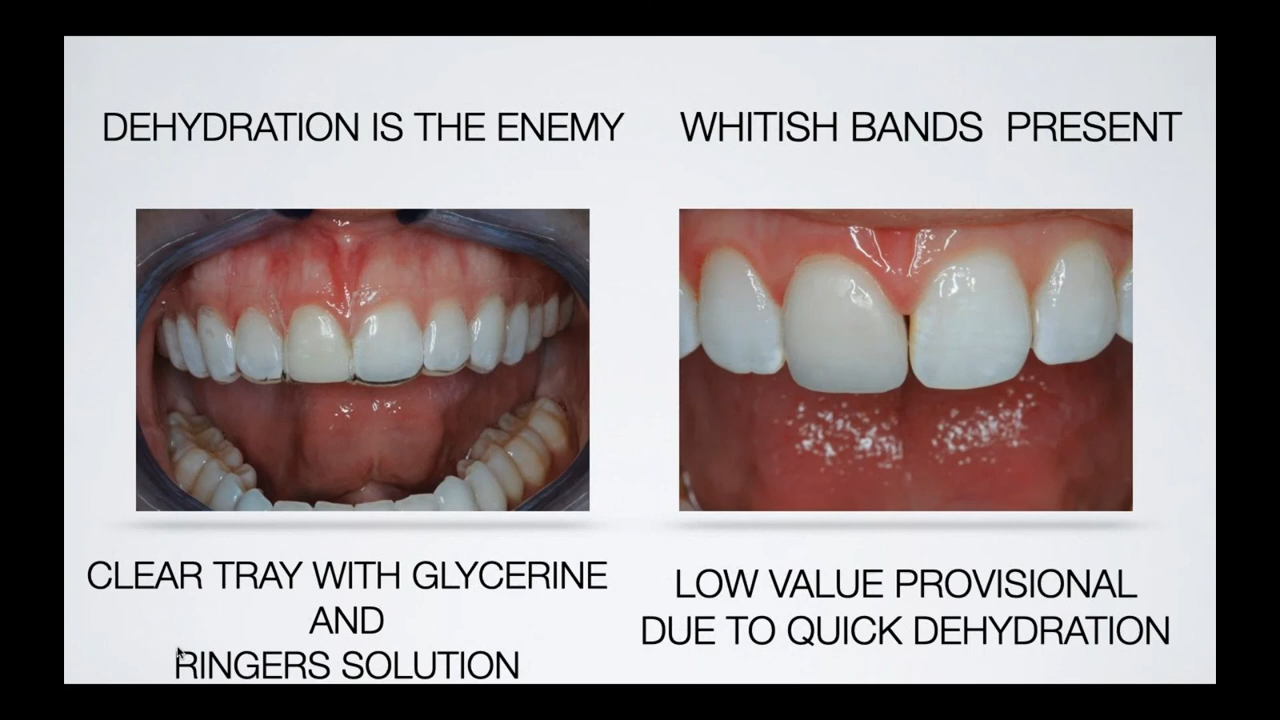 DEHYDRATION IS THE ENEMY
WHITISH BANDS PRESENT
CLEAR TRAY WITH GLYCERINE
AND
RINGERS SOLUTION
LOW VALUE PROVISIONAL
DUE TO QUICK DEHYDRATION